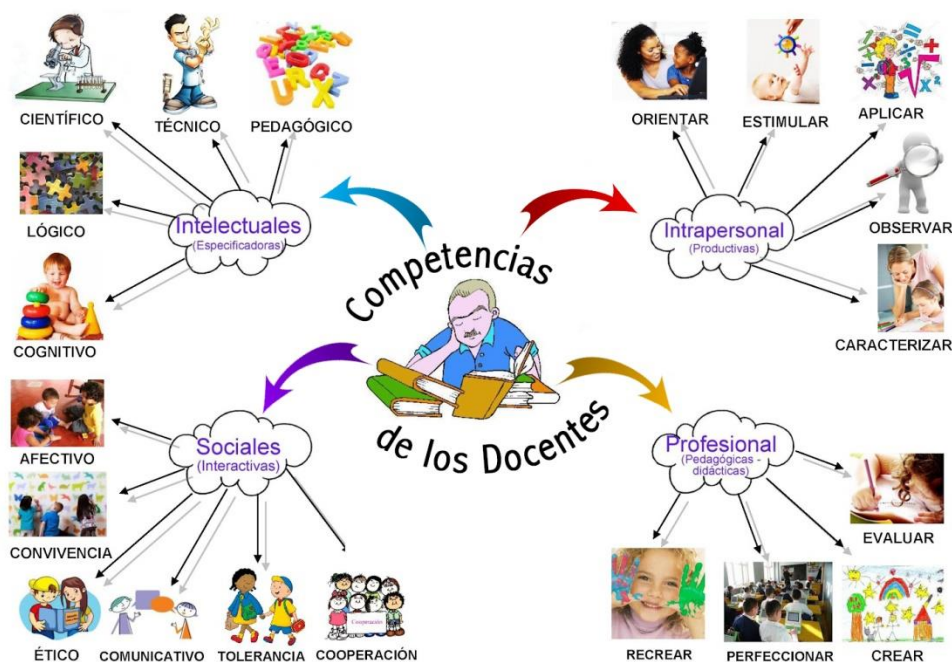 CIENTÍFICO
TÉCNICO
PEDAGÓGICO
LÓGICO
COGNITIVO
Intelectuales
(Especificadoras)
ORIENTAR
ESTIMULAR
APLICAR
OBSERVAR
CARACTERIZAR
Intrapersonal
(Productivas)
Competencias
de los Docentes
Sociales
(Interactivas)
AFECTIVO
CONVIVENCIA
ÉTICO
COMUNICATIVO
TOLERANCIA
Cooperación
COOPERACIÓN
Profesional
(Pedagógicas -
didácticas)
EVALUAR
RECREAR
PERFECCIONAR
CREAR